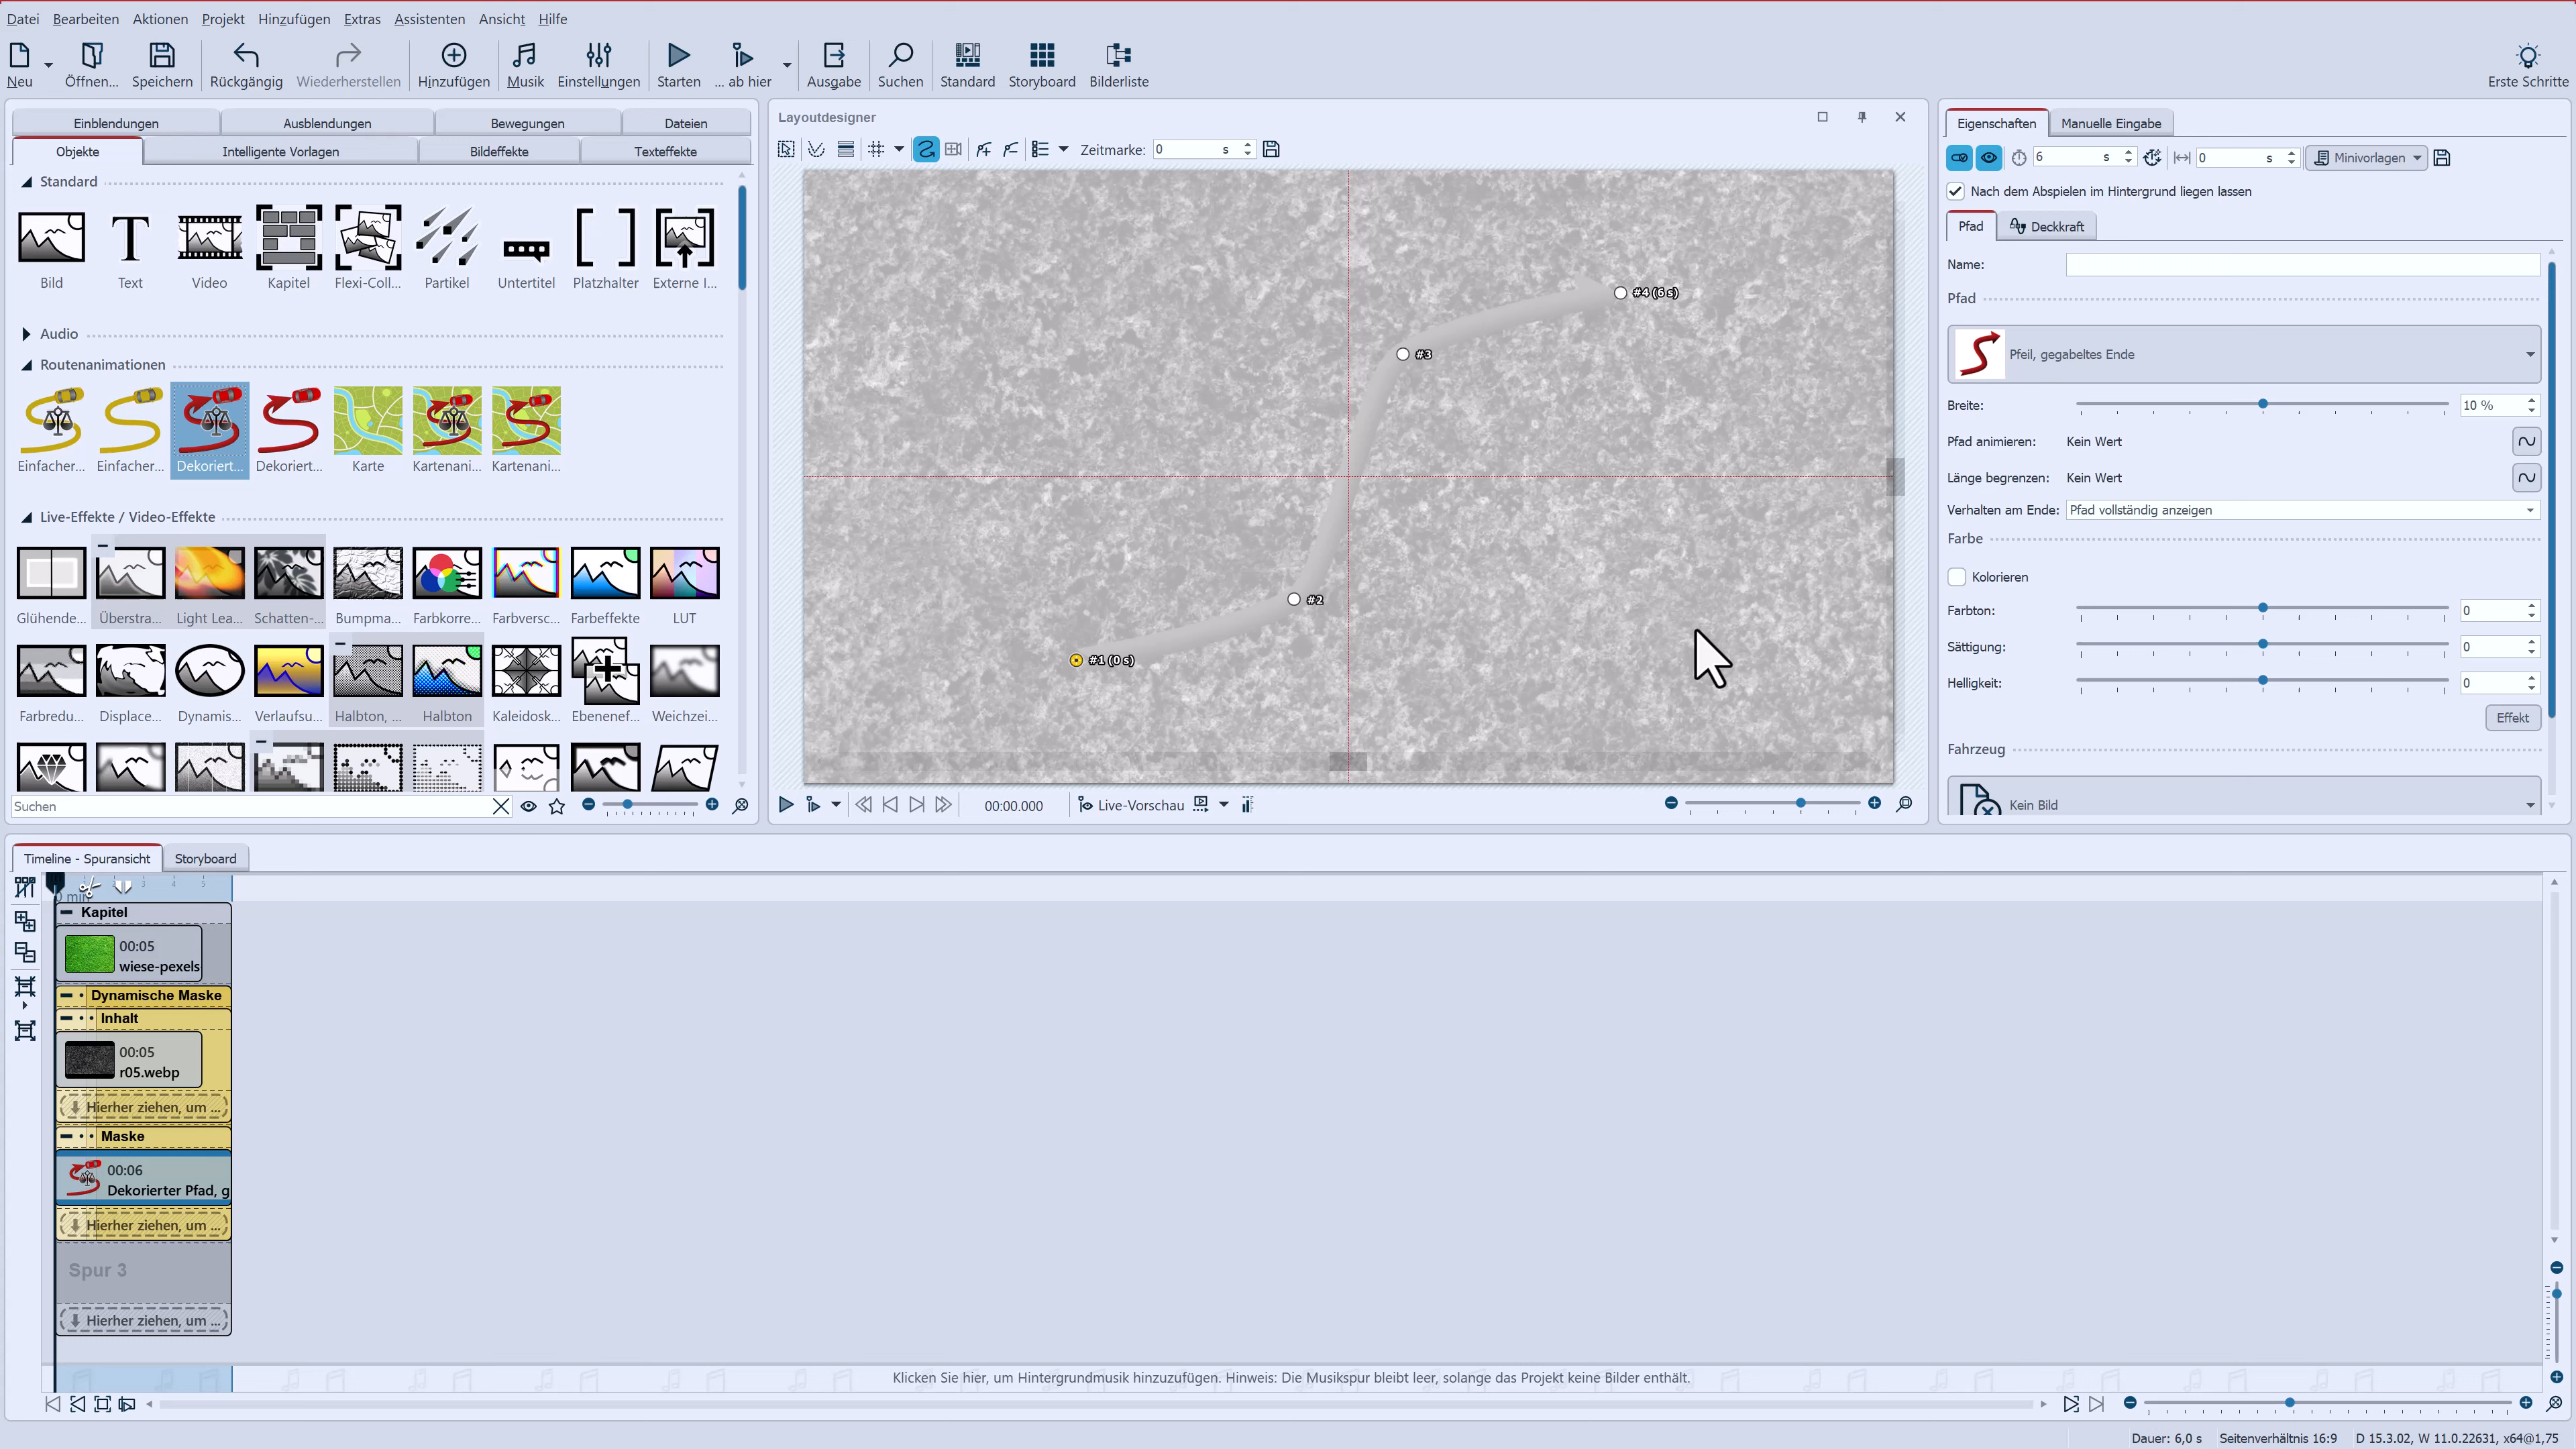 Datei Bearbeiten Aktionen Projekt Hinzufügen Extras Assistenten Ansicht Hilfe
Neu Öffnen... Speichern Rückgängig Wiederherstellen Hinzufügen Musik Einstellungen Starten ... ab hier Ausgabe Suchen Standard Storyboard Bilderliste Erste Schritte
Einblendungen Ausblendungen Bewegungen Dateien
Objekte Intelligente Vorlagen Bildeffekte Texteffekte
Standard
Bild Text Video Kapitel Flexi-Coll... Partikel Untertitel Platzhalter Externe I...
Audio
Routenanimationen
Einfacher... Einfacher... Dekoriert... Dekoriert... Karte Kartenani... Kartenani...
Live-Effekte / Video-Effekte
Glühende... Überstra... Light Lea... Schatten-... Bumpma... Farbkorre... Farbversc... Farbeffekte LUT
Farbredu... Displace... Dynamis... Verlaufsu... Halbton, ... Halbton Kaleidosk... Ebenenef... Weichzei...
Suchen
Layoutdesigner
Zeitmarke: 0 s
#4 (6 s)
#3
#2
#1 (0 s)
00:00.000 Live-Vorschau
Eigenschaften Manuelle Eingabe
6 s 0 s Minivorlagen
Nach dem Abspielen im Hintergrund liegen lassen
Pfad Deckkraft
Name:
Pfad
Pfeil, gegabeltes Ende
Breite: 10 %
Pfad animieren: Kein Wert
Länge begrenzen: Kein Wert
Verhalten am Ende: Pfad vollständig anzeigen
Farbe
Kolorieren
Farbton: 0
Sättigung: 0
Helligkeit: 0
Effekt
Fahrzeug
Kein Bild
Timeline - Spuransicht Storyboard
3 4 5
0 min
Kapitel
00:05
wiese-pexels
Dynamische Maske
Inhalt
00:05
r05.webp
Hierher ziehen, um ...
Maske
00:06
Dekorierter Pfad, g
Hierher ziehen, um ...
Spur 3
Hierher ziehen, um ...
Klicken Sie hier, um Hintergrundmusik hinzuzufügen. Hinweis: Die Musikspur bleibt leer, solange das Projekt keine Bilder enthält.
Dauer: 6,0 s Seitenverhältnis 16:9 D 15.3.02, W 11.0.22631, x64@1,75